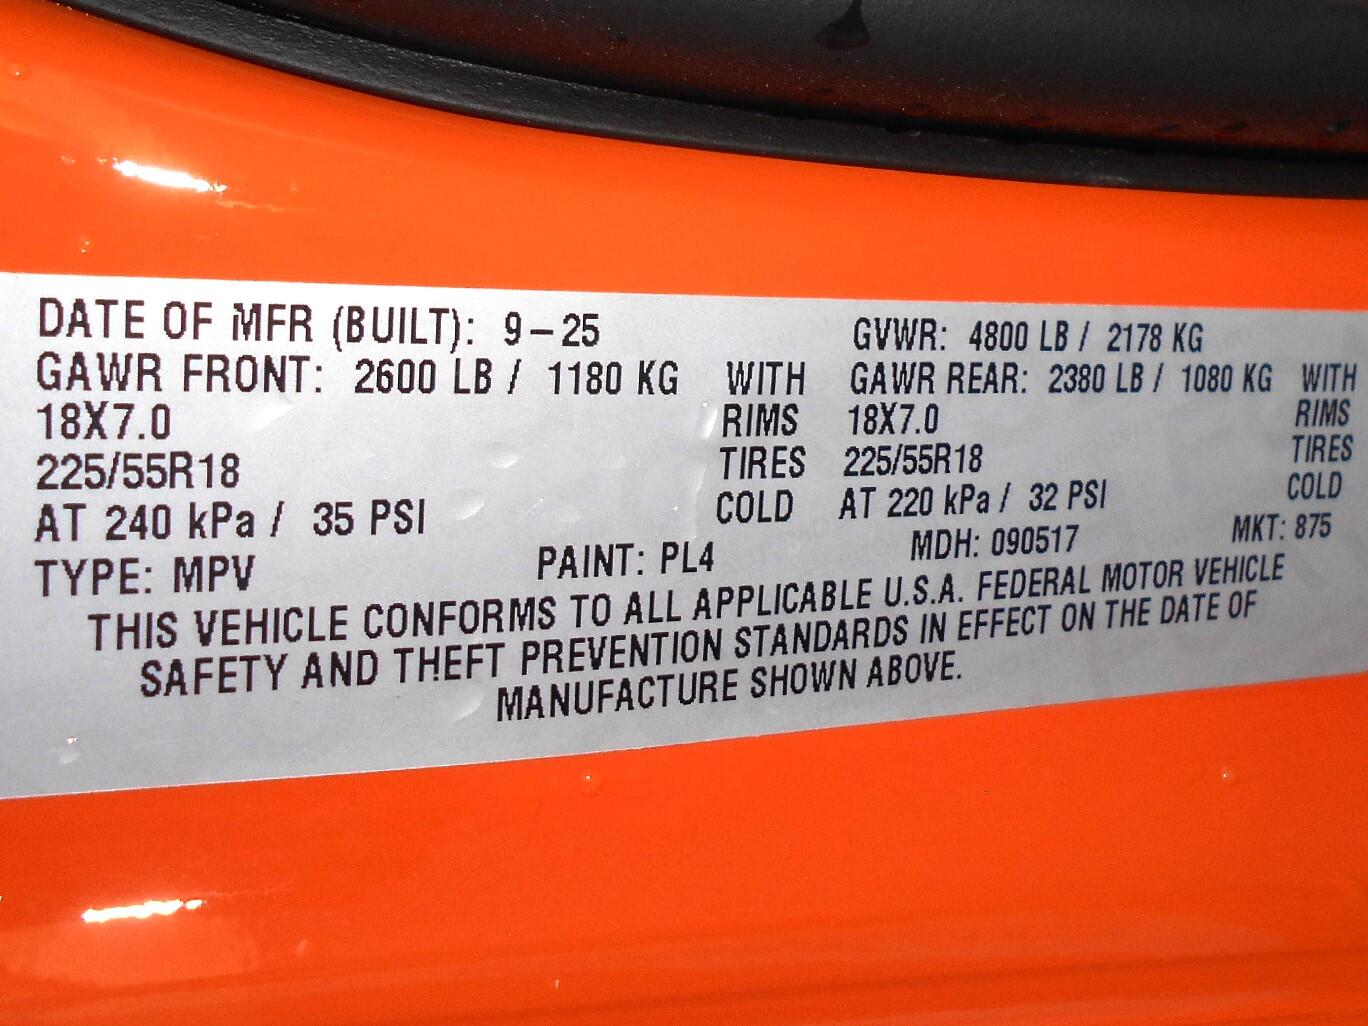 DATE OF MFR (BUILT): 9-25 GVWR: 4800 LB / 2178 KG
GAWR FRONT: 2600 LB / 1180 KG WITH GAWR REAR: 2380 LB / 1080 KG WITH
18X7.0 RIMS 18X7.0 RIMS
225/55R18 TIRES 225/55R18 TIRES
AT 240 kPa / 35 PSI COLD AT 220 kPa / 32 PSI COLD
TYPE: MPV PAINT: PL4 MDH: 090517 MKT: 875
THIS VEHICLE CONFORMS TO ALL APPLICABLE U.S.A. FEDERAL MOTOR VEHICLE
SAFETY AND THEFT PREVENTION STANDARDS IN EFFECT ON THE DATE OF
MANUFACTURE SHOWN ABOVE.